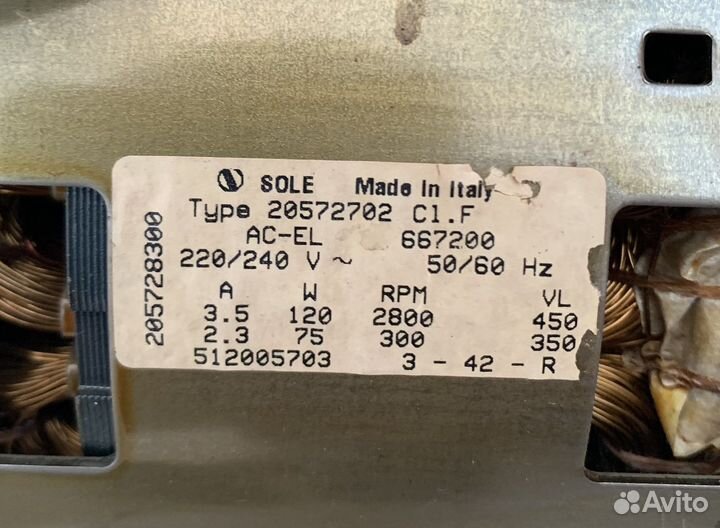 SOLE Made In Italy
Type 20572702 Cl.F
AC-EL 667200
220/240 V ~ 50/60 Hz
A W RPM VL
3.5 120 2800 450
2.3 75 300 350
512005703 3 - 42 - R
205728300
Avito